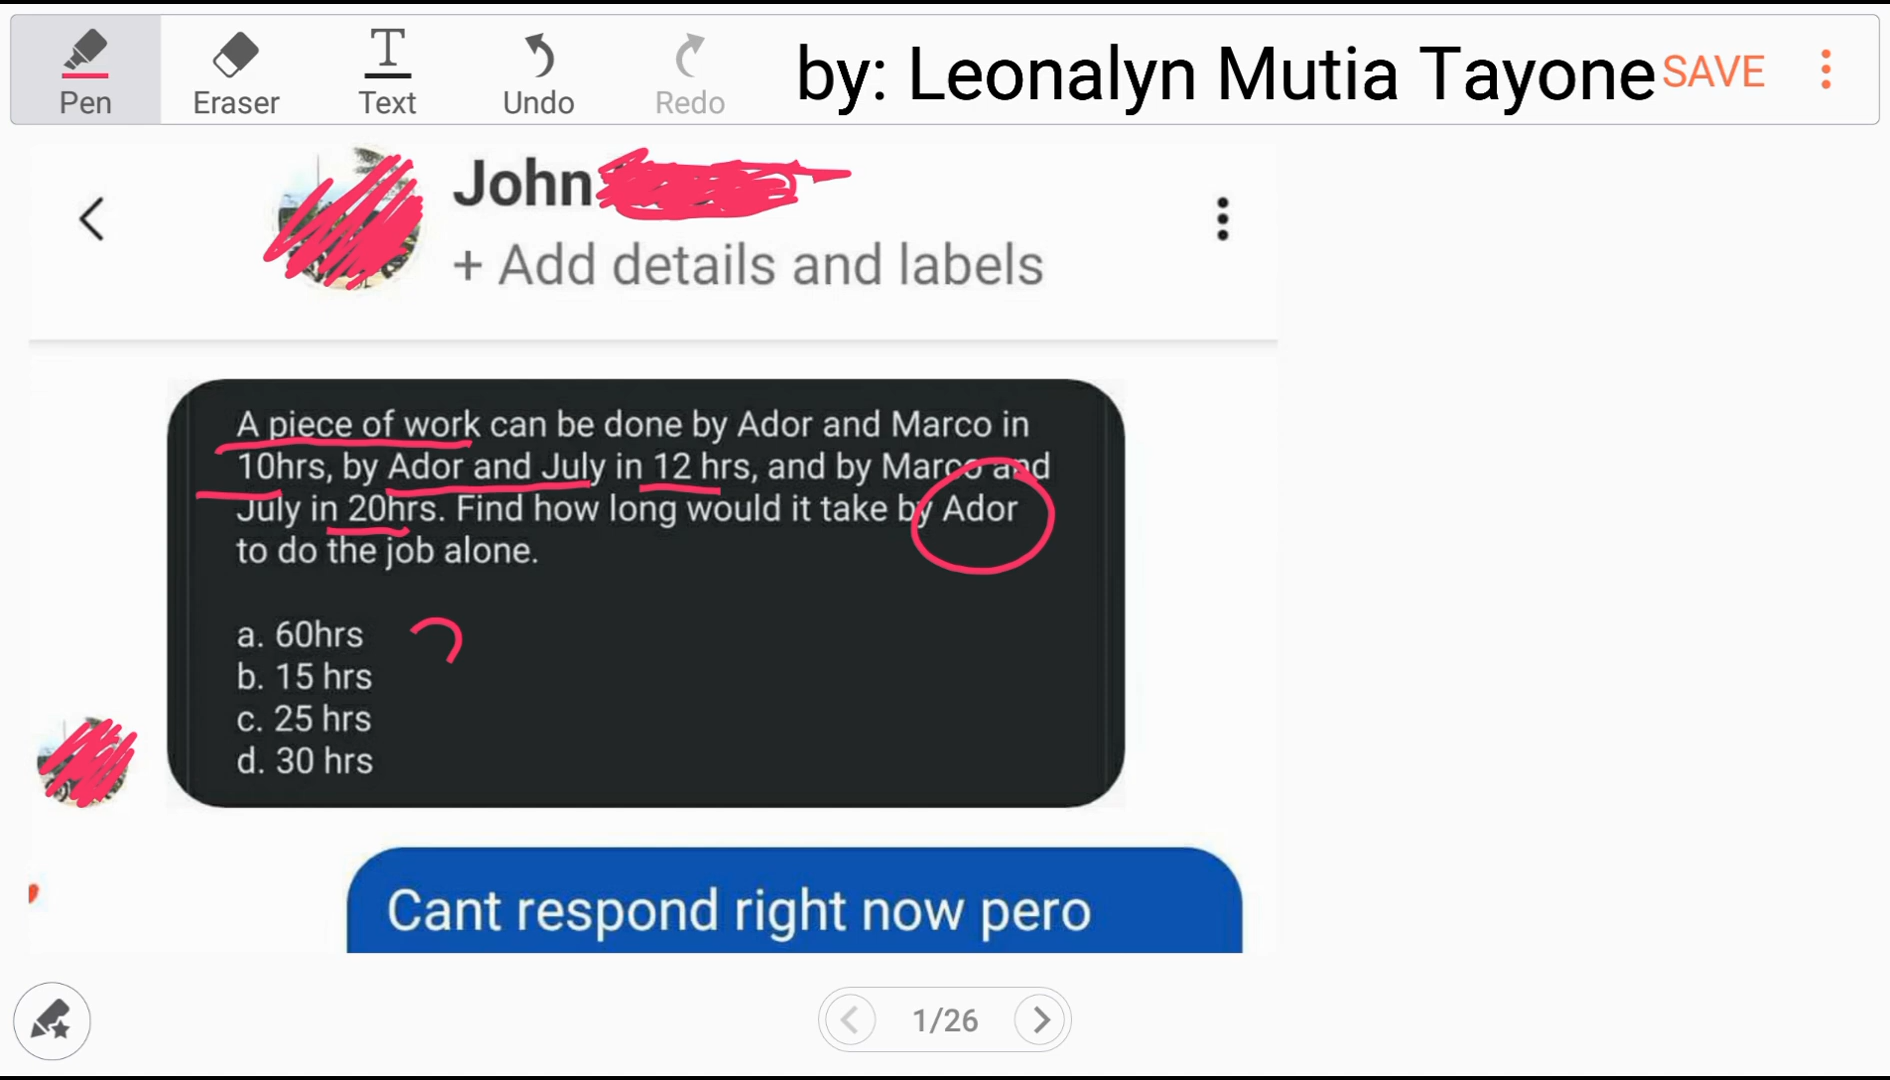 Pen
Eraser
Text
Undo
Redo
by: Leonalyn Mutia Tayone
SAVE
John
+ Add details and labels
A piece of work can be done by Ador and Marco in
10hrs, by Ador and July in 12 hrs, and by Marco and
July in 20hrs. Find how long would it take by Ador
to do the job alone.
a. 60hrs
b. 15 hrs
c. 25 hrs
d. 30 hrs
Cant respond right now pero
1/26